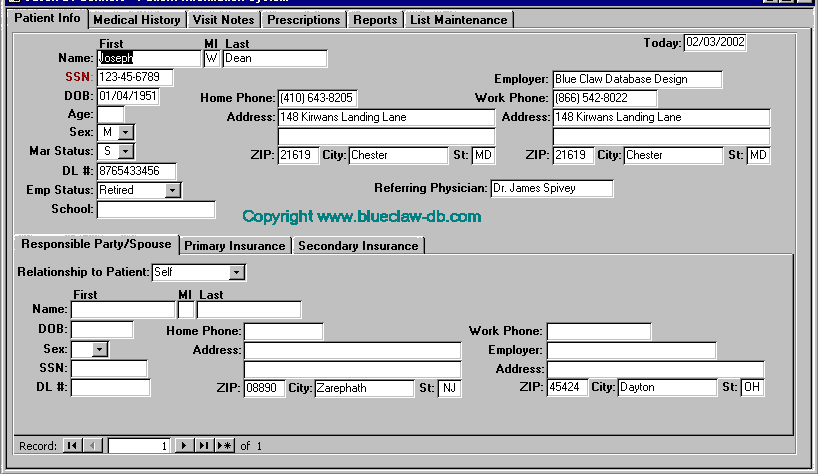 Patient Info Medical History Visit Notes Prescriptions Reports List Maintenance
First MI Last Today: 02/03/2002
Name: Joseph W Dean
SSN: 123-45-6789 Employer: Blue Claw Database Design
DOB: 01/04/1951 Home Phone: (410) 643-8205 Work Phone: (866) 542-8022
Age: Address: 148 Kirwans Landing Lane Address: 148 Kirwans Landing Lane
Sex: M
Mar Status: S ZIP: 21619 City: Chester St: MD ZIP: 21619 City: Chester St: MD
DL #: 8765433456
Emp Status: Retired Referring Physician: Dr. James Spivey
School:
Copyright www.blueclaw-db.com
Responsible Party/Spouse Primary Insurance Secondary Insurance
Relationship to Patient: Self
First MI Last
Name:
DOB: Home Phone: Work Phone:
Sex: Address: Employer:
SSN: Address:
DL #: ZIP: 08890 City: Zarephath St: NJ ZIP: 45424 City: Dayton St: OH
Record: 1 of 1